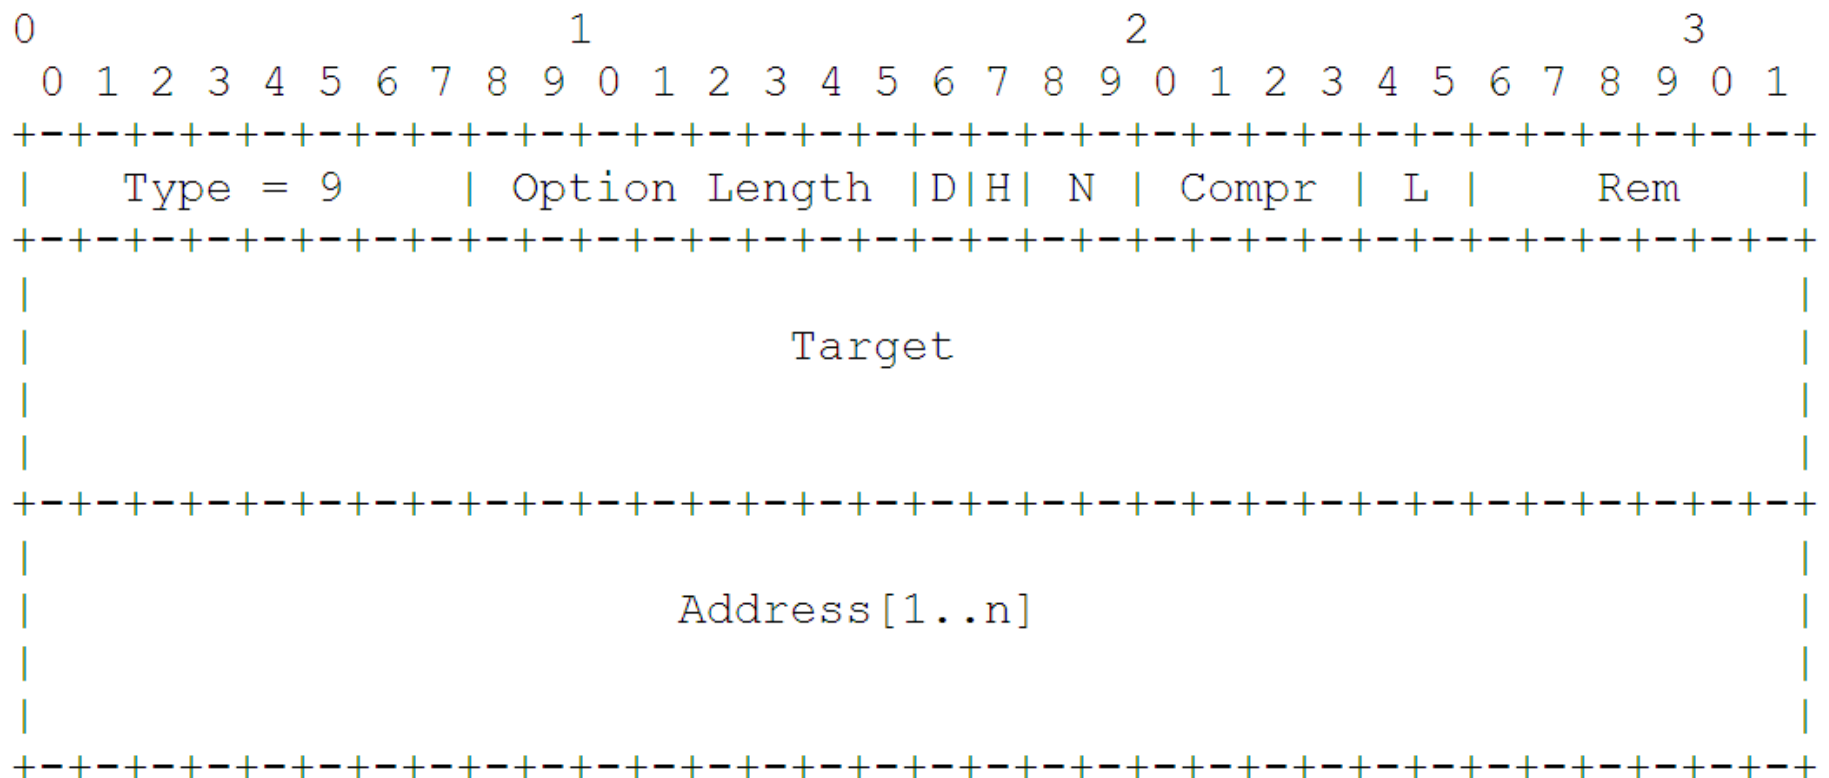 0                   1                   2                   3
 0 1 2 3 4 5 6 7 8 9 0 1 2 3 4 5 6 7 8 9 0 1 2 3 4 5 6 7 8 9 0 1
+-+-+-+-+-+-+-+-+-+-+-+-+-+-+-+-+-+-+-+-+-+-+-+-+-+-+-+-+-+-+-+-+
|   Type = 9    | Option Length |D|H| N | Compr | L |    Rem    |
+-+-+-+-+-+-+-+-+-+-+-+-+-+-+-+-+-+-+-+-+-+-+-+-+-+-+-+-+-+-+-+-+
|                                                               |
|                           Target                              |
|                                                               |
|                                                               |
+-+-+-+-+-+-+-+-+-+-+-+-+-+-+-+-+-+-+-+-+-+-+-+-+-+-+-+-+-+-+-+-+
|                                                               |
|                       Address[1..n]                           |
|                                                               |
|                                                               |
+-+-+-+-+-+-+-+-+-+-+-+-+-+-+-+-+-+-+-+-+-+-+-+-+-+-+-+-+-+-+-+-+